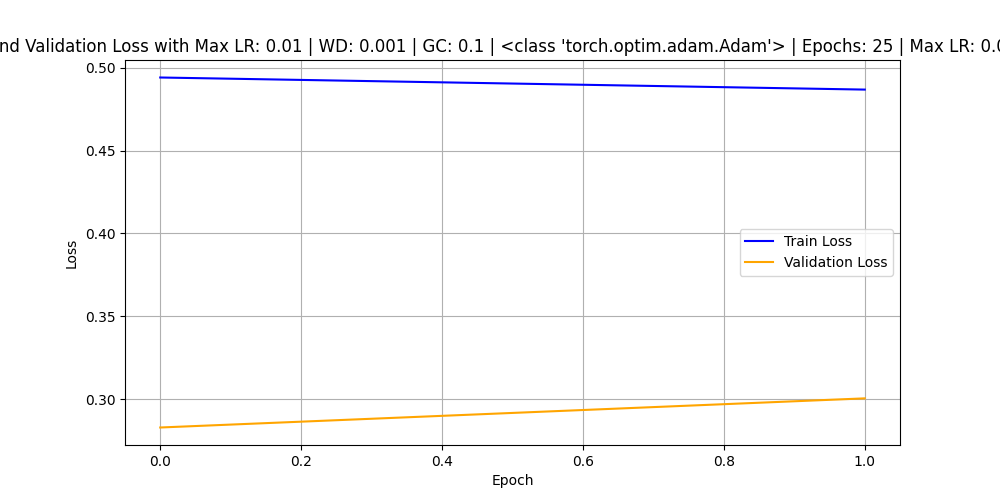 nd Validation Loss with Max LR: 0.01 | WD: 0.001 | GC: 0.1 | <class 'torch.optim.adam.Adam'> | Epochs: 25 | Max LR: 0.0
0.50
0.45
0.40
0.35
0.30
Loss
Train Loss
Validation Loss
0.0 0.2 0.4 0.6 0.8 1.0
Epoch